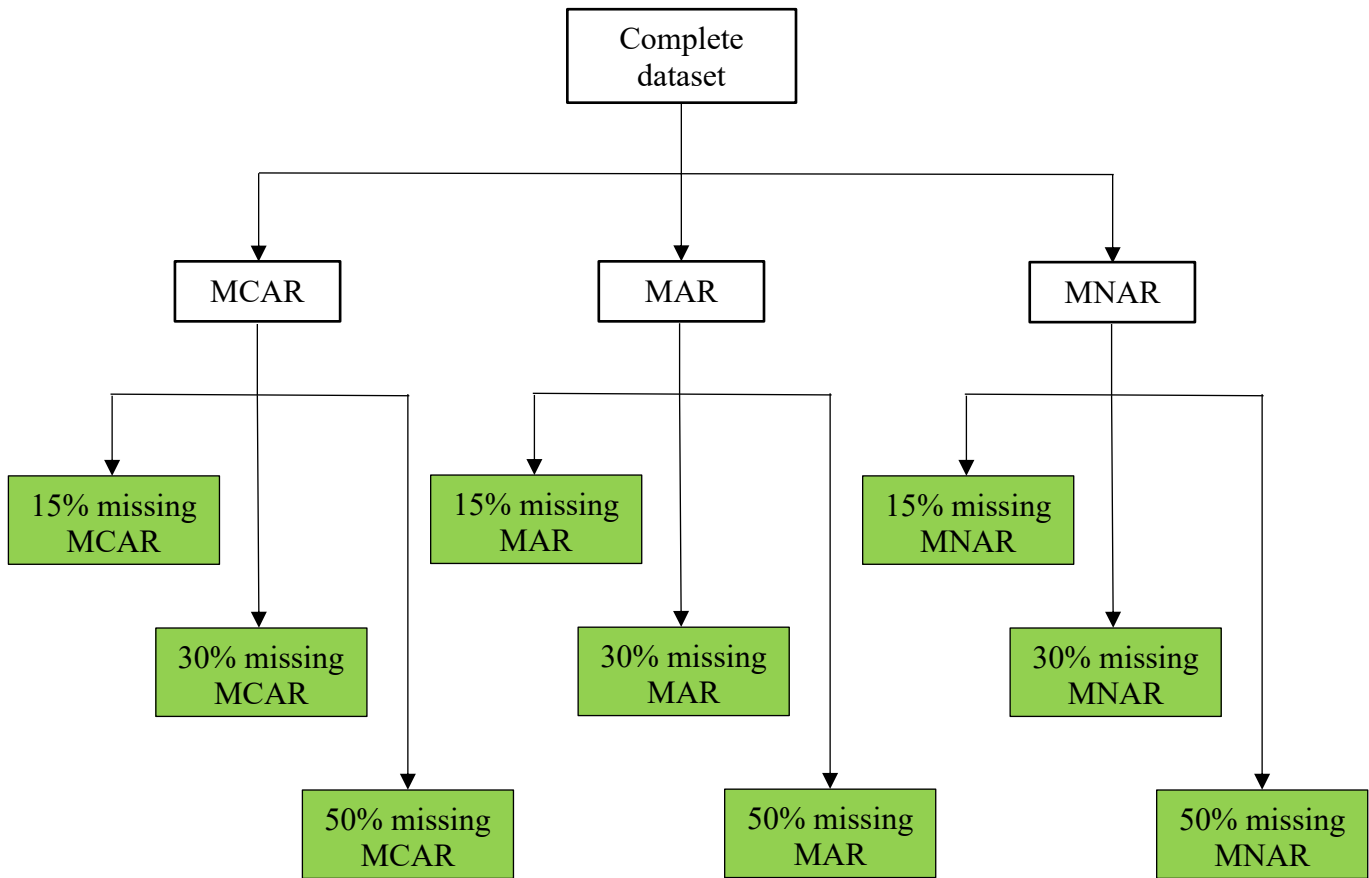 Complete
dataset
MCAR
MAR
MNAR
15% missing
MCAR
15% missing
MAR
15% missing
MNAR
30% missing
MCAR
30% missing
MAR
30% missing
MNAR
50% missing
MCAR
50% missing
MAR
50% missing
MNAR